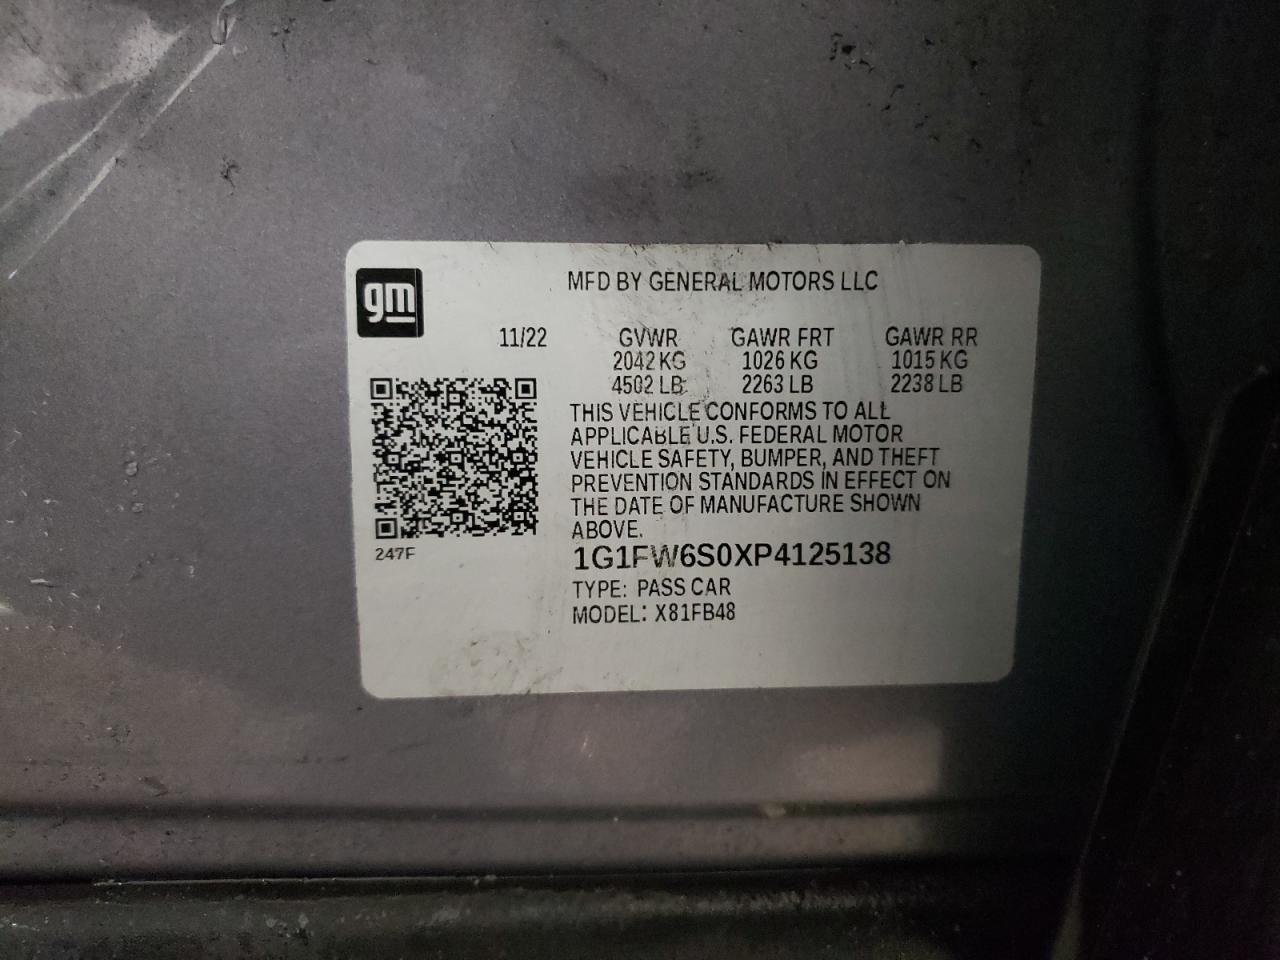 gm
MFD BY GENERAL MOTORS LLC
11/22 GVWR GAWR FRT GAWR RR
2042 KG 1026 KG 1015 KG
4502 LB 2263 LB 2238 LB
THIS VEHICLE CONFORMS TO ALL
APPLICABLE U.S. FEDERAL MOTOR
VEHICLE SAFETY, BUMPER, AND THEFT
PREVENTION STANDARDS IN EFFECT ON
THE DATE OF MANUFACTURE SHOWN
ABOVE.
247F
1G1FW6S0XP4125138
TYPE: PASS CAR
MODEL: X81FB48